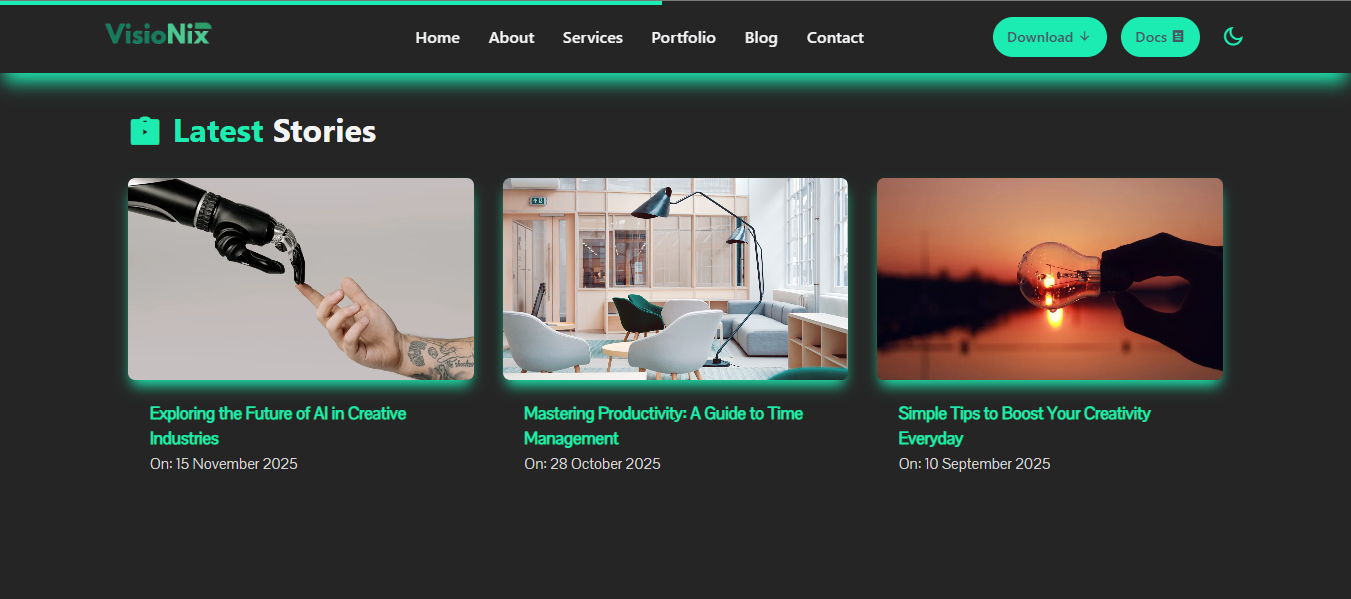 VisioNix
Home About Services Portfolio Blog Contact
Download
Docs
Latest Stories
Exploring the Future of AI in Creative
Industries
On: 15 November 2025
Mastering Productivity: A Guide to Time
Management
On: 28 October 2025
Simple Tips to Boost Your Creativity
Everyday
On: 10 September 2025